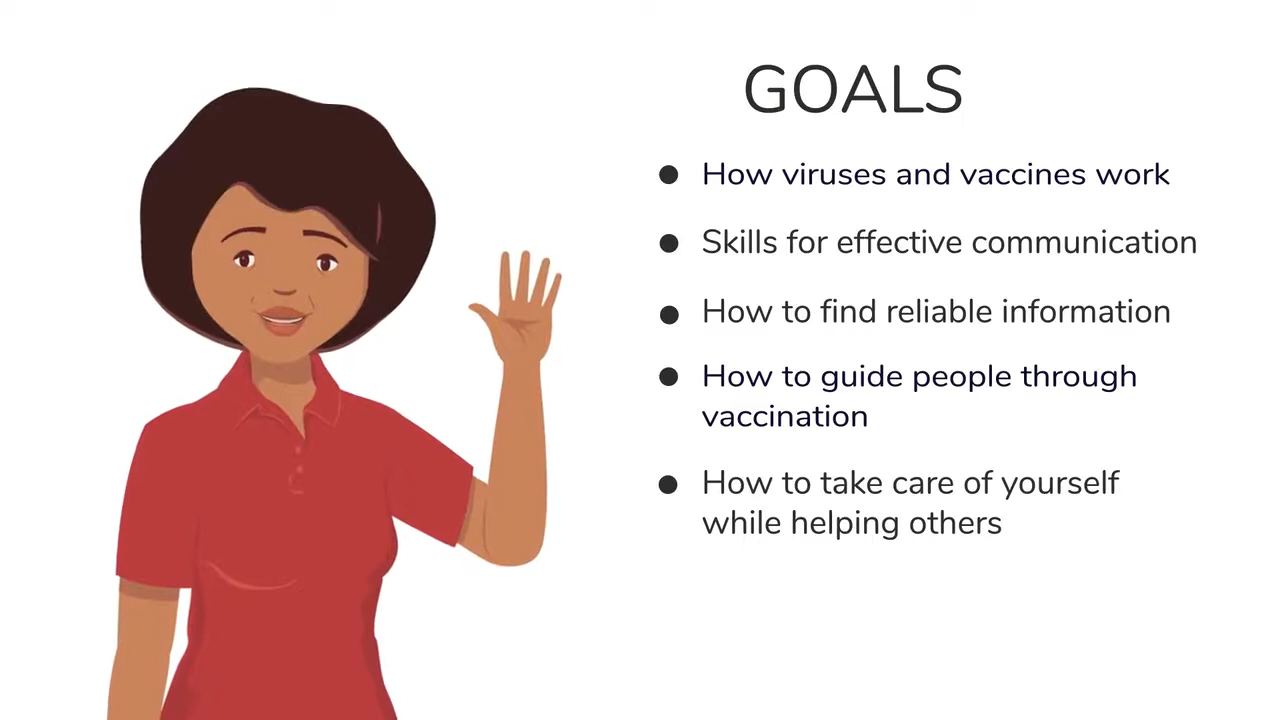 GOALS
How viruses and vaccines work
Skills for effective communication
How to find reliable information
How to guide people through
vaccination
How to take care of yourself
while helping others